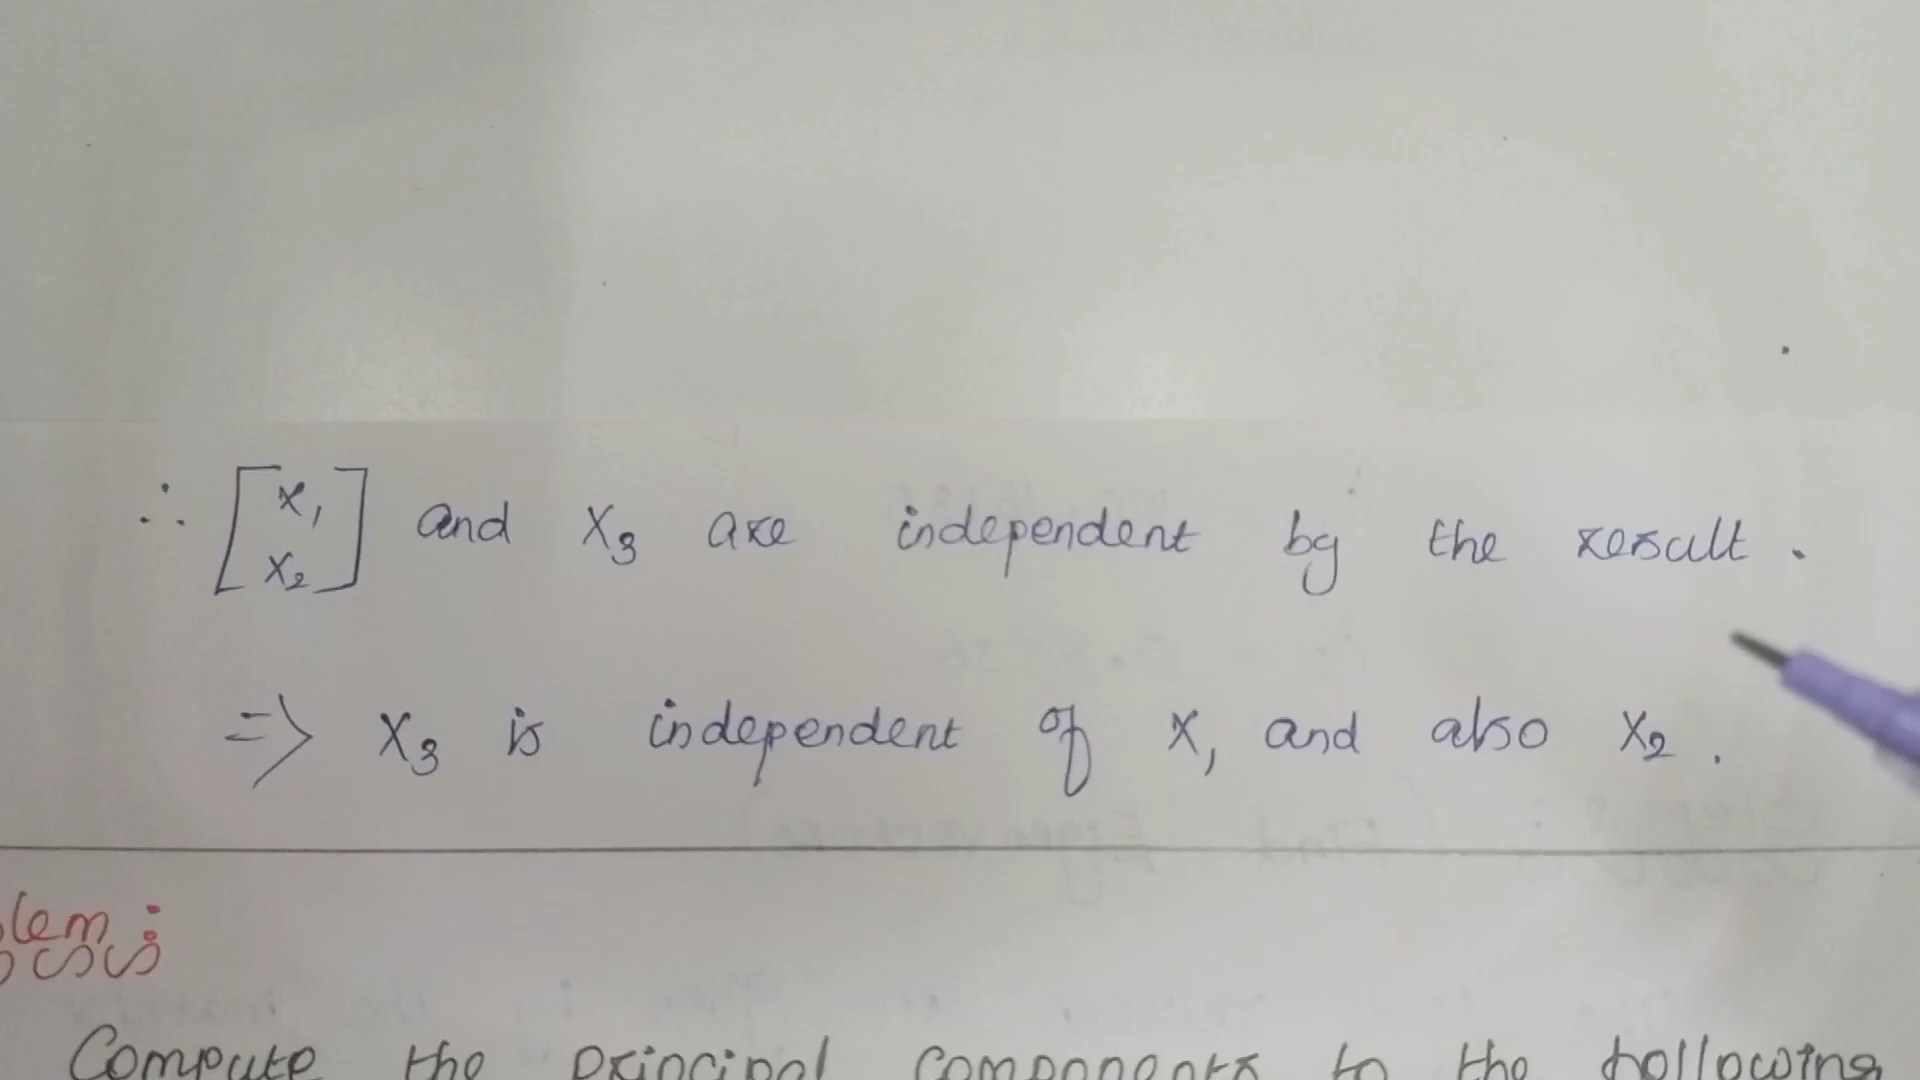 ∴ [x₁ x₂] and x₃ are independent by the result.
=> x₃ is independent of x₁ and also x₂.
Compute the principal components to the following